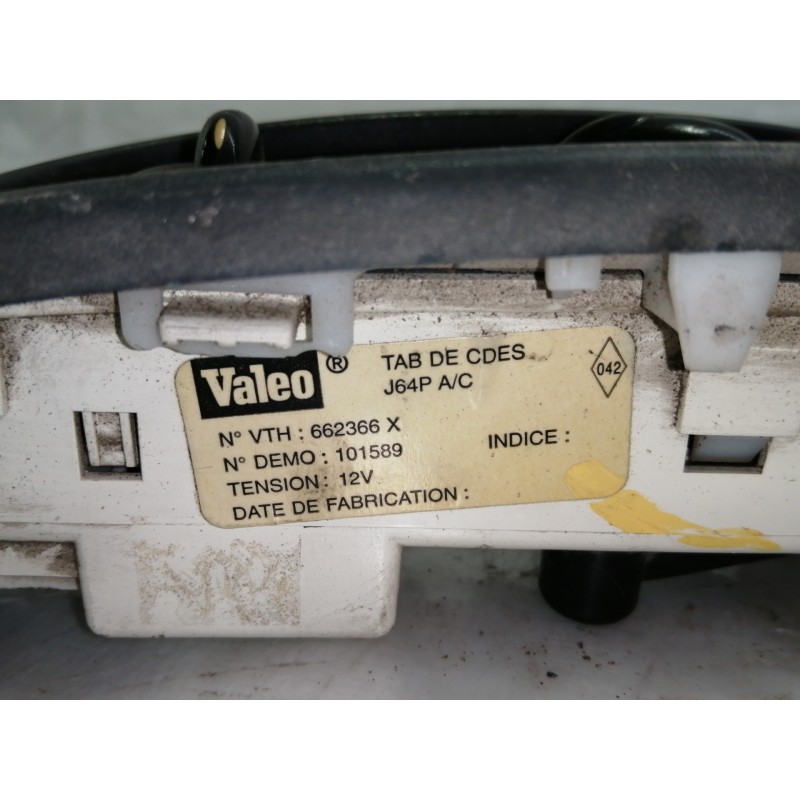 Valeo ® TAB DE CDES
J64P A/C
042
N° VTH : 662366 X
N° DEMO : 101589 INDICE :
TENSION : 12V
DATE DE FABRICATION :